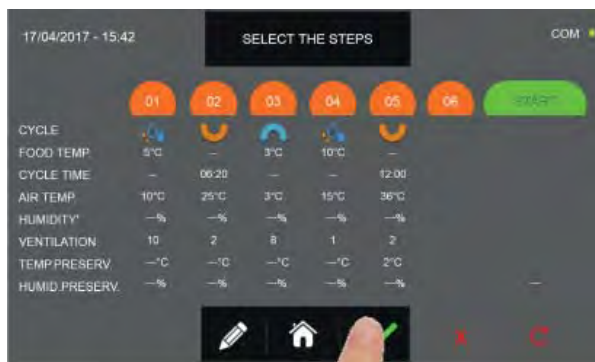 17/04/2017 - 15:42 SELECT THE STEPS COM
01 02 03 04 05 06 START
CYCLE
FOOD TEMP 5°C – 3°C 10°C –
CYCLE TIME – 06:20 – – 12:00
AIR TEMP 10°C 25°C 3°C 15°C 36°C
HUMIDITY' ---% ---% ---% ---% ---%
VENTILATION 10 2 8 1 2
TEMP.PRESERV. ---°C ---°C ---°C ---°C 2°C
HUMID.PRESERV. ---% ---% ---% ---% ---% ---
X